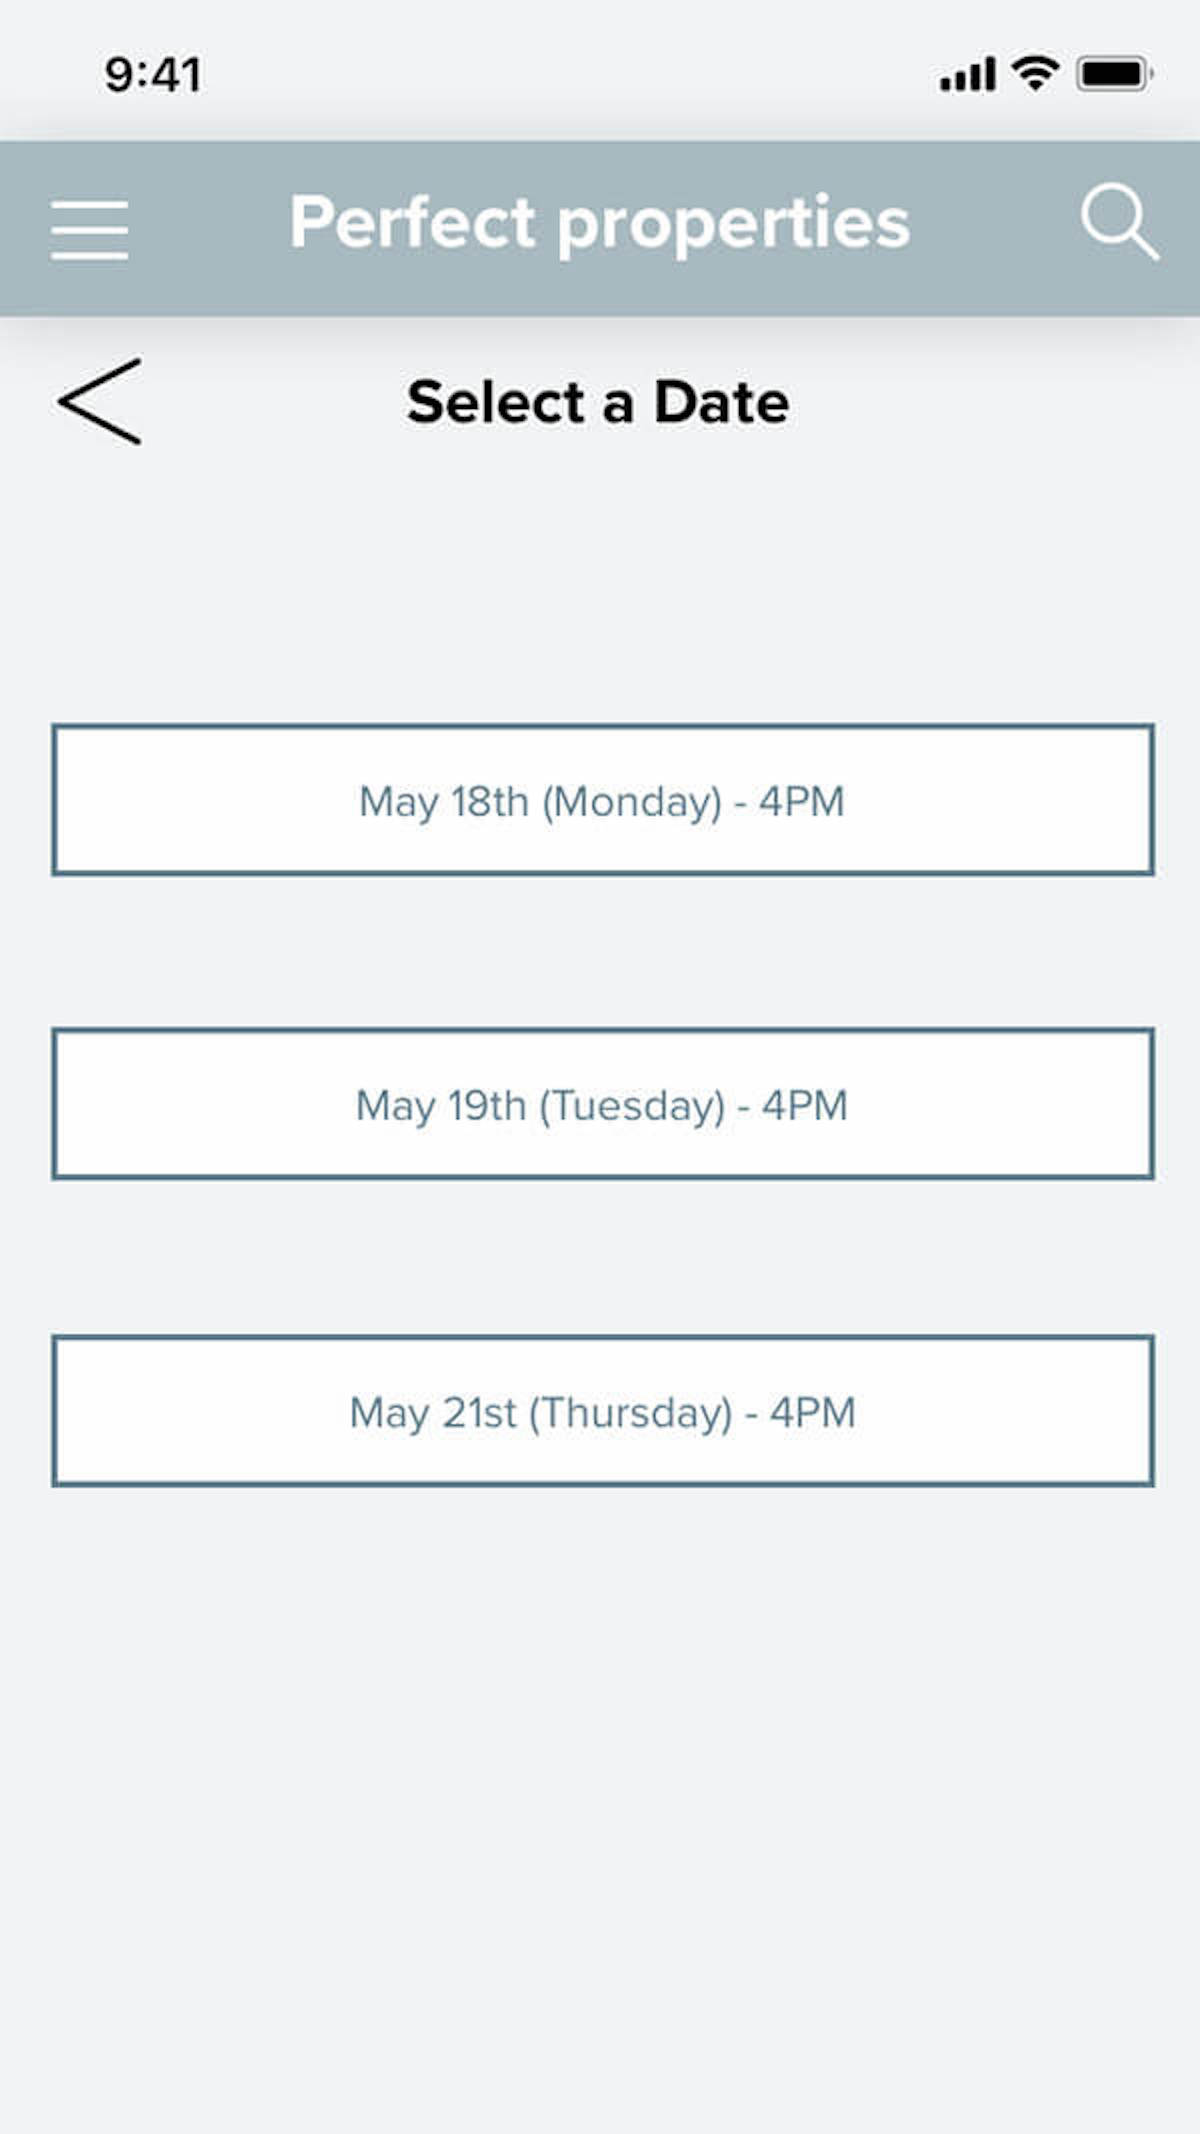 9:41
Perfect properties
Select a Date
May 18th (Monday) - 4PM
May 19th (Tuesday) - 4PM
May 21st (Thursday) - 4PM